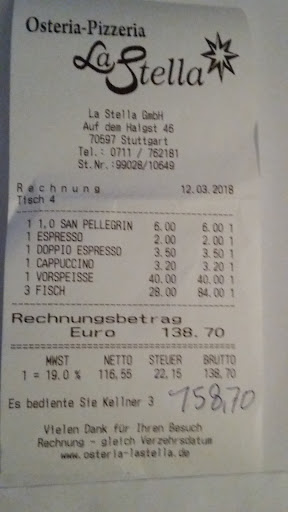 Osteria-Pizzeria
La Stella
La Stella GmbH
Auf dem Haigst 46
70597 Stuttgart
Tel.: 0711 / 762181
St.Nr.:99028/10649
Rechnung 12.03.2018
Tisch 4
1 1,0 SAN PELLEGRIN 6.00 6.00 1
1 ESPRESSO 2.00 2.00 1
1 DOPPIO ESPRESSO 3.50 3.50 1
1 CAPPUCCINO 3.20 3.20 1
1 VORSPEISSE 40.00 40.00 1
3 FISCH 28.00 84.00 1
Rechnungsbetrag
Euro 138.70
MWST NETTO STEUER BRUTTO
1 = 19.0 % 116,55 22,15 138,70
Es bediente Sie Kellner 3 158,70
Vielen Dank für Ihren Besuch
Rechnung - gleich Verzehrsdatum
www.osteria-lastella.de